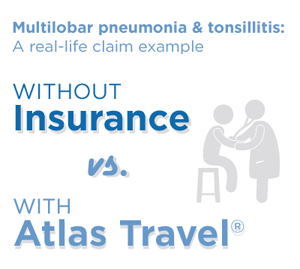 Multilobar pneumonia & tonsillitis:
A real-life claim example
WITHOUT
Insurance
vs.
WITH
Atlas Travel®